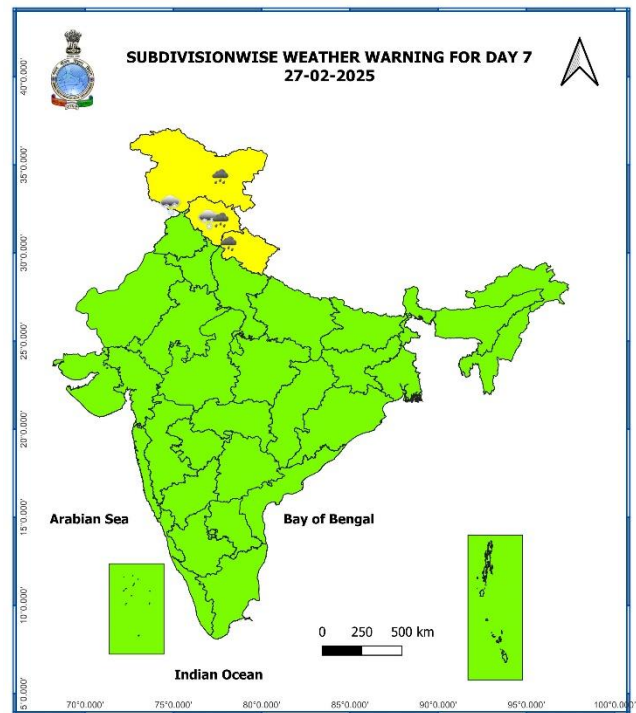 SUBDIVISIONWISE WEATHER WARNING FOR DAY 7
27-02-2025
40°0.000'
35°0.000'
30°0.000'
25°0.000'
20°0.000'
15°0.000'
10°0.000'
5°0.000'
Arabian Sea
Bay of Bengal
0 250 500 km
Indian Ocean
70°0.000' 75°0.000' 80°0.000' 85°0.000' 90°0.000' 95°0.000' 100°0.000'